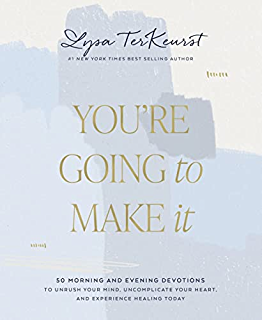 Lysa TerKeurst
#1 NEW YORK TIMES BEST SELLING AUTHOR
YOU'RE
GOING to
MAKE it
50 MORNING AND EVENING DEVOTIONS
TO UNRUSH YOUR MIND, UNCOMPLICATE YOUR HEART,
AND EXPERIENCE HEALING TODAY